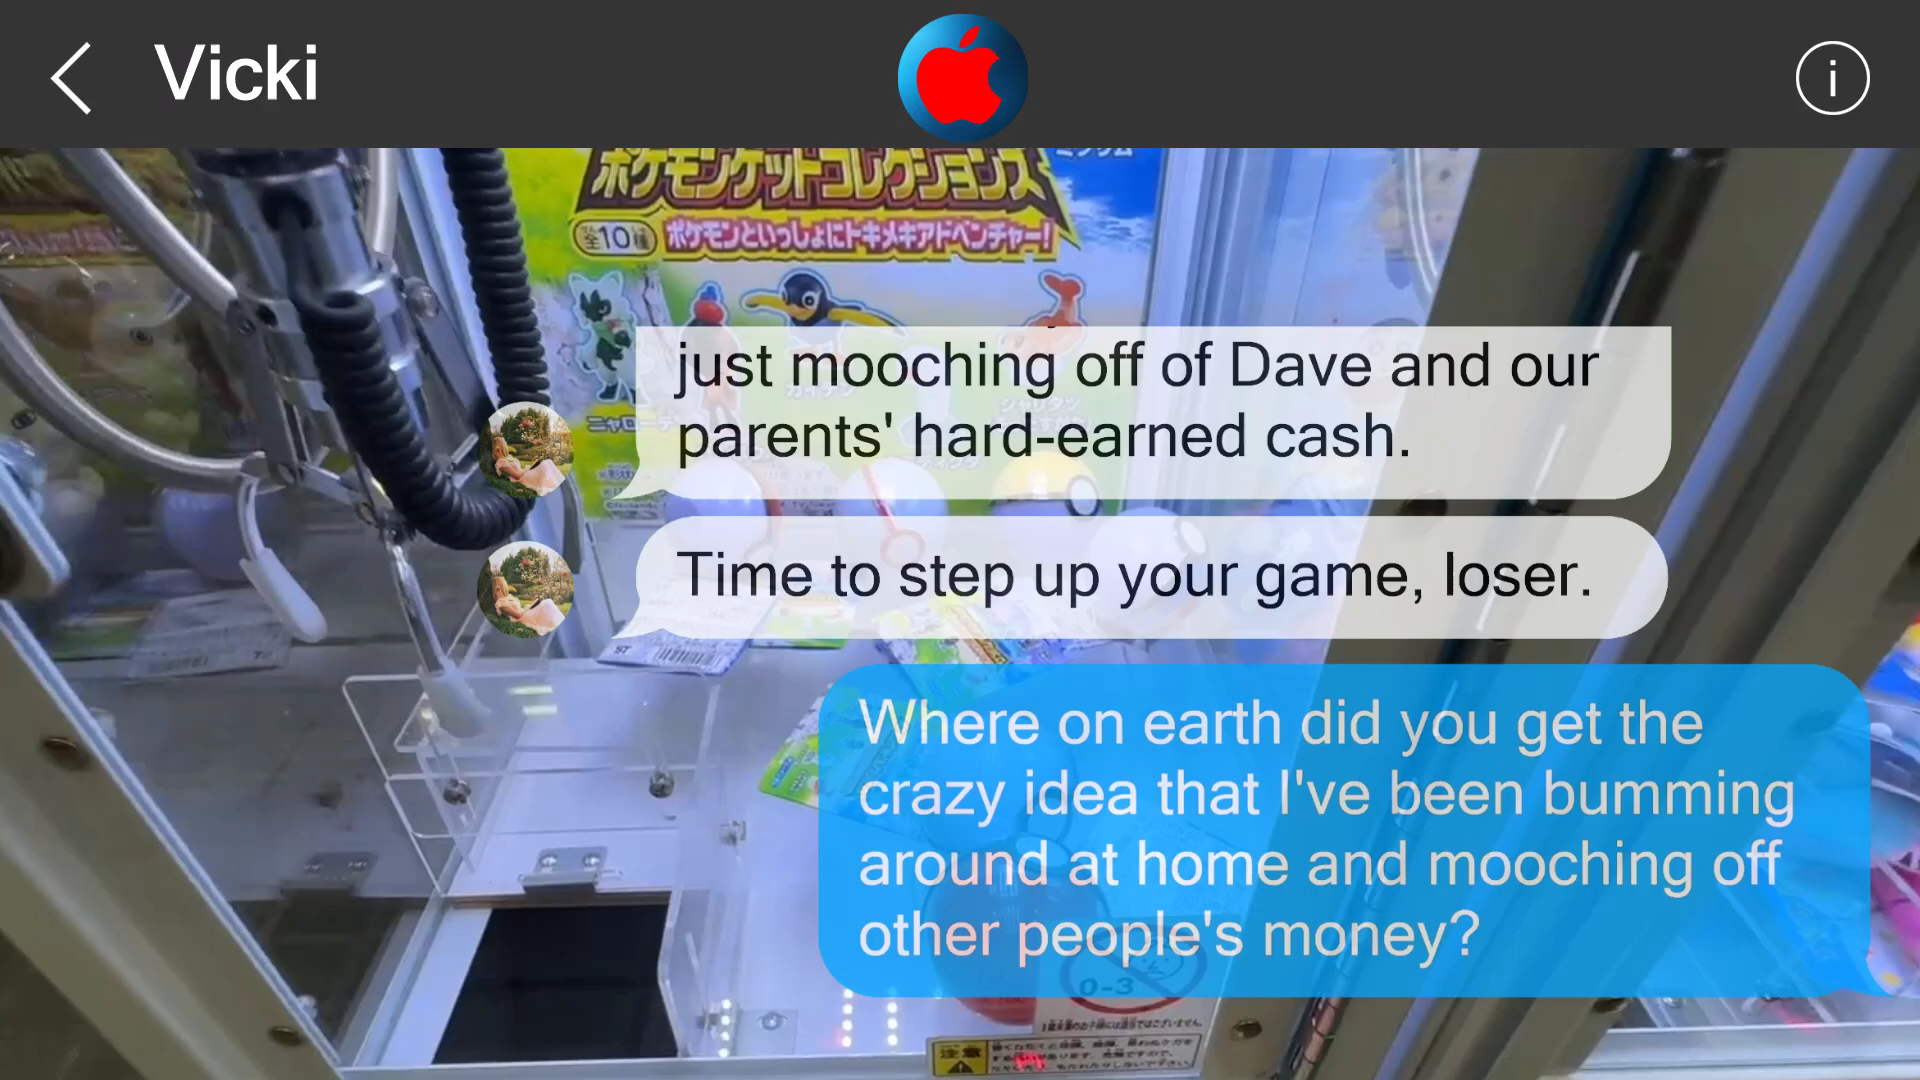 Vicki
i
ポケモンゲットコレクションズ
全10種 ポケモンといっしょにトキメキアドベンチャー!
just mooching off of Dave and our
parents' hard-earned cash.
Time to step up your game, loser.
Where on earth did you get the
crazy idea that I've been bumming
around at home and mooching off
other people's money?
0-3
注意